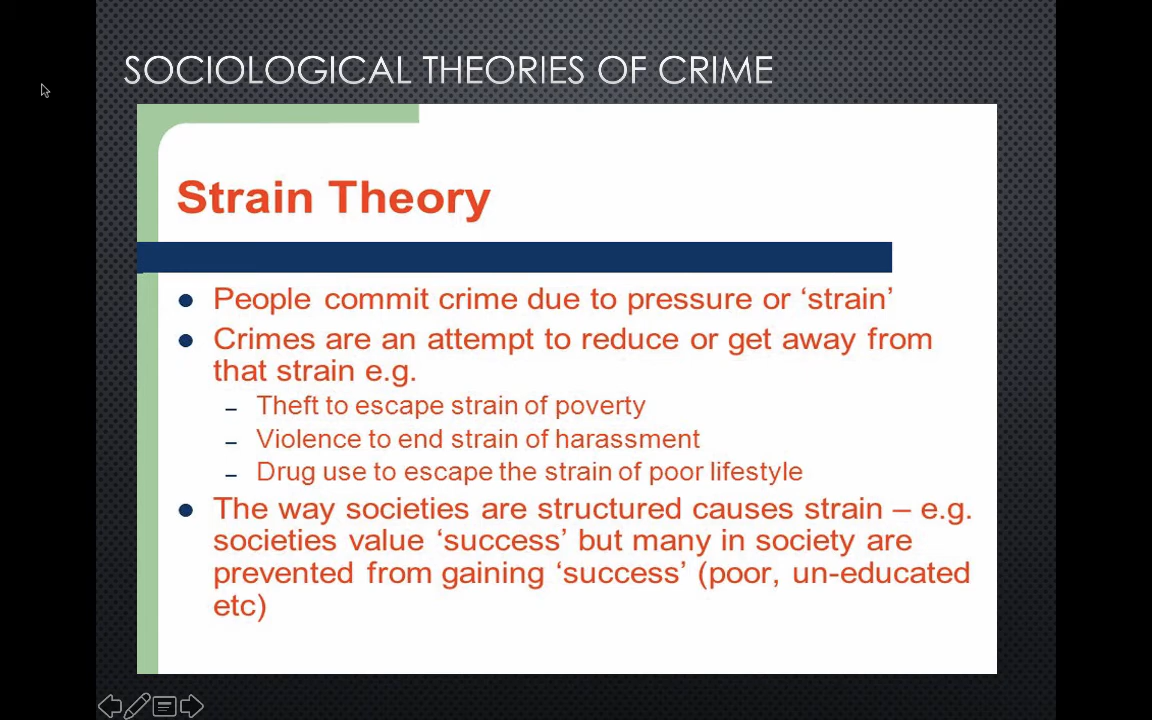 SOCIOLOGICAL THEORIES OF CRIME
Strain Theory
● People commit crime due to pressure or ‘strain’
● Crimes are an attempt to reduce or get away from
that strain e.g.
– Theft to escape strain of poverty
– Violence to end strain of harassment
– Drug use to escape the strain of poor lifestyle
● The way societies are structured causes strain – e.g.
societies value ‘success’ but many in society are
prevented from gaining ‘success’ (poor, un-educated
etc)